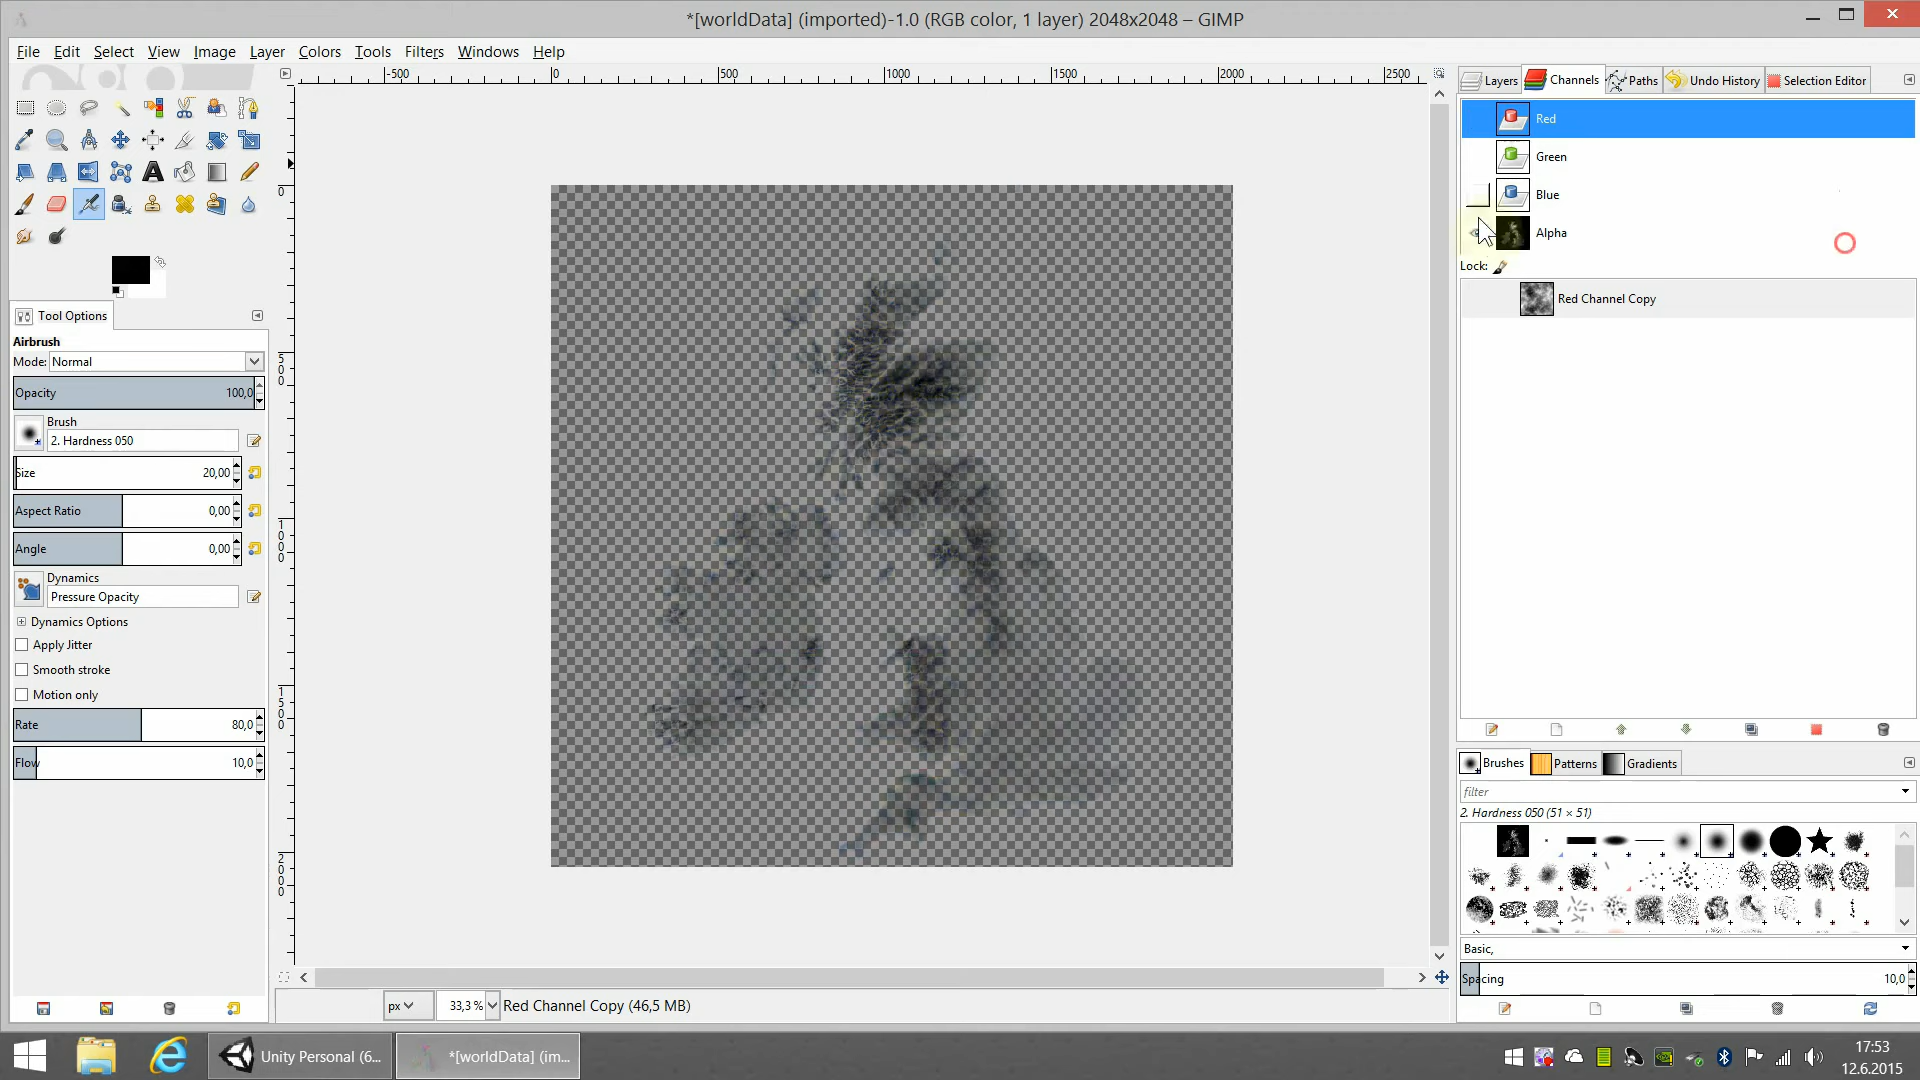 *[worldData] (imported)-1.0 (RGB color, 1 layer) 2048x2048 – GIMP
File Edit Select View Image Layer Colors Tools Filters Windows Help
-500 0 500 1000 1500 2000 2500
Layers Channels Paths Undo History Selection Editor
Red
Green
Blue
Alpha
Lock:
Red Channel Copy
0
500
1000
1500
2000
Tool Options
Airbrush
Mode: Normal
Opacity 100,0
Brush
2. Hardness 050
Size 20,00
Aspect Ratio 0,00
Angle 0,00
Dynamics
Pressure Opacity
Dynamics Options
Apply Jitter
Smooth stroke
Motion only
Rate 80,0
Flow 10,0
Brushes Patterns Gradients
filter
2. Hardness 050 (51 × 51)
Basic,
Spacing 10,0
px 33,3 % Red Channel Copy (46,5 MB)
Unity Personal (6... *[worldData] (im...
17:53
12.6.2015